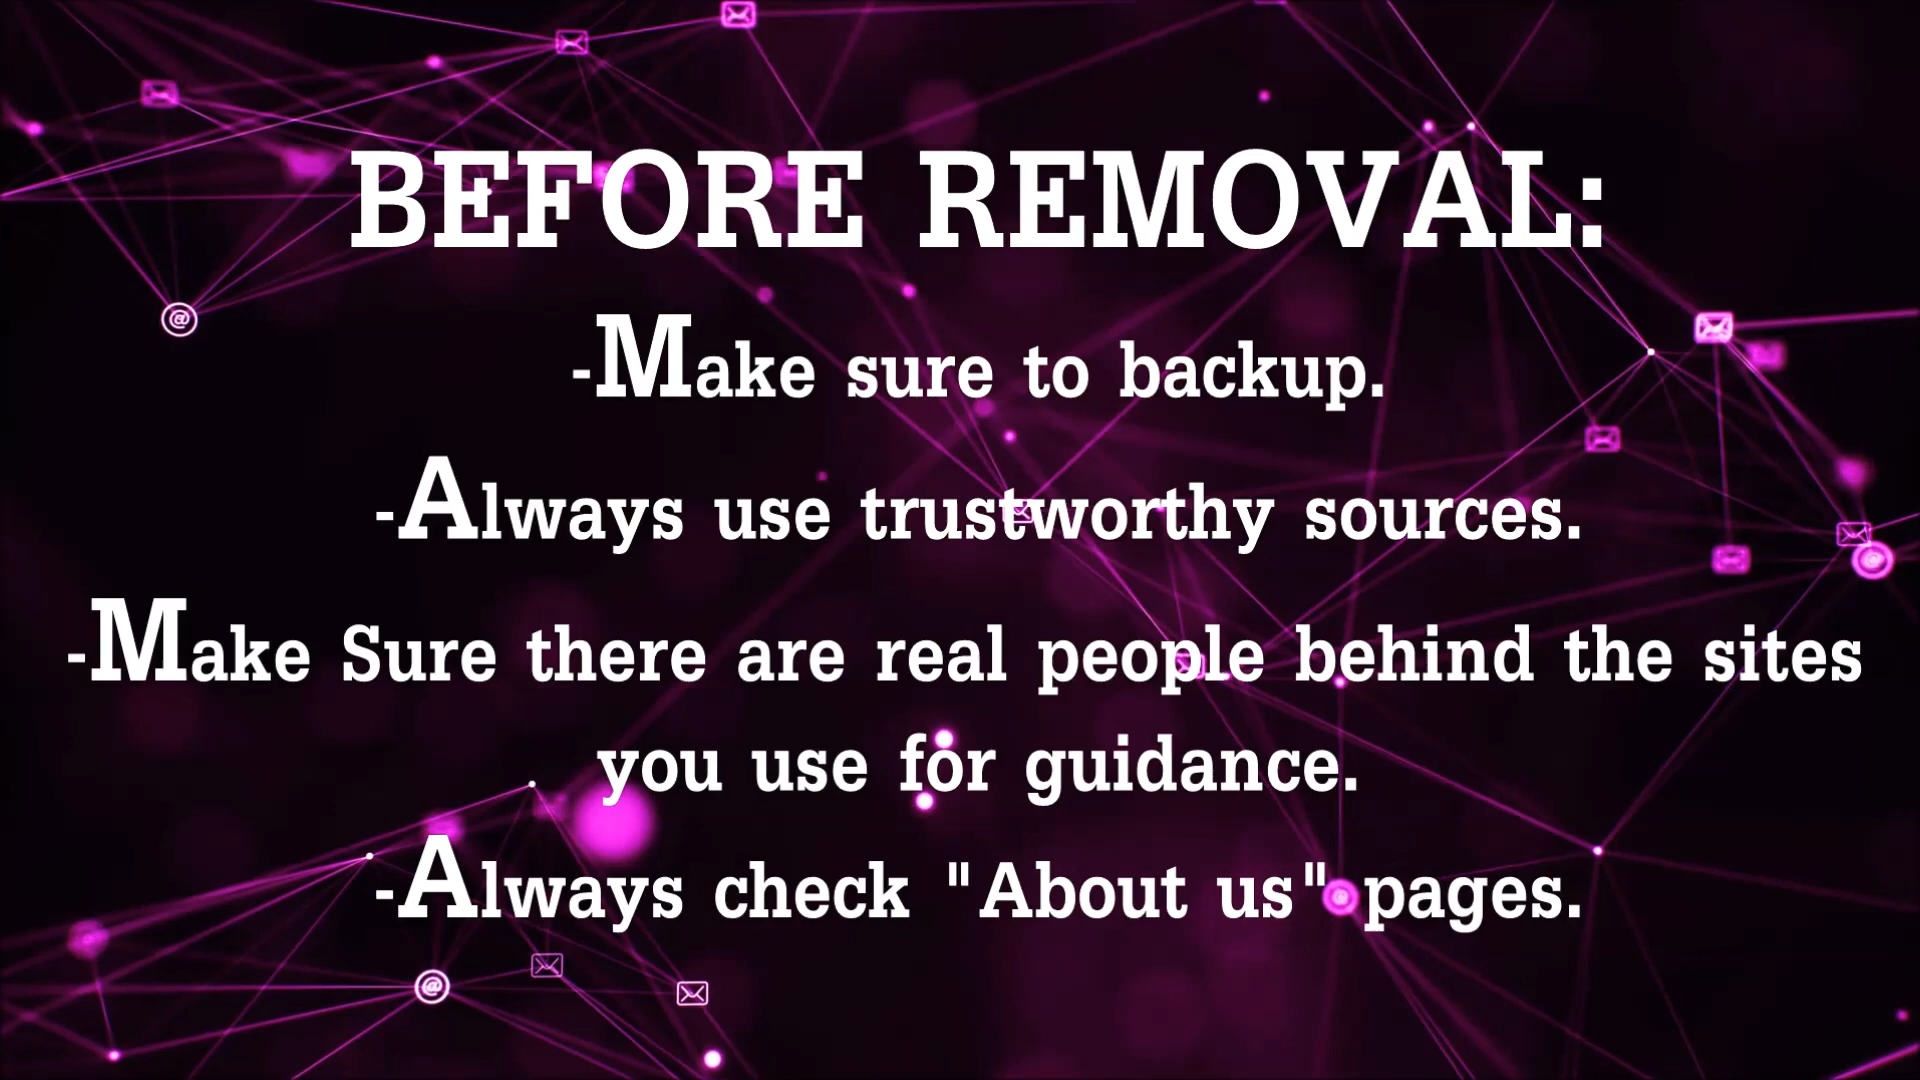 BEFORE REMOVAL:
-Make sure to backup.
-Always use trustworthy sources.
-Make Sure there are real people behind the sites
you use for guidance.
-Always check "About us" pages.